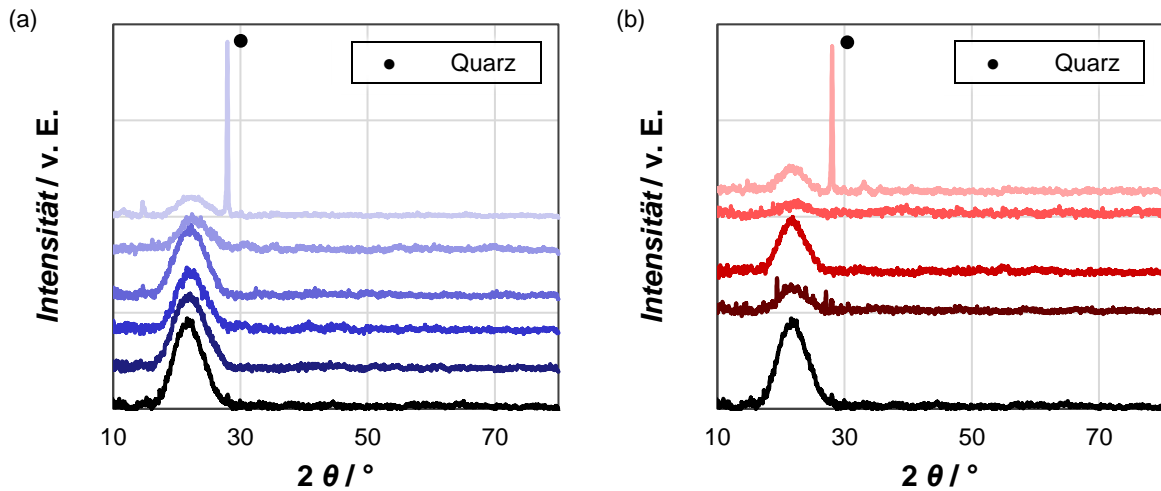 (a)
● Quarz
Intensität / v. E.
10 30 50 70
2 θ / °
(b)
● Quarz
Intensität / v. E.
10 30 50 70
2 θ / °